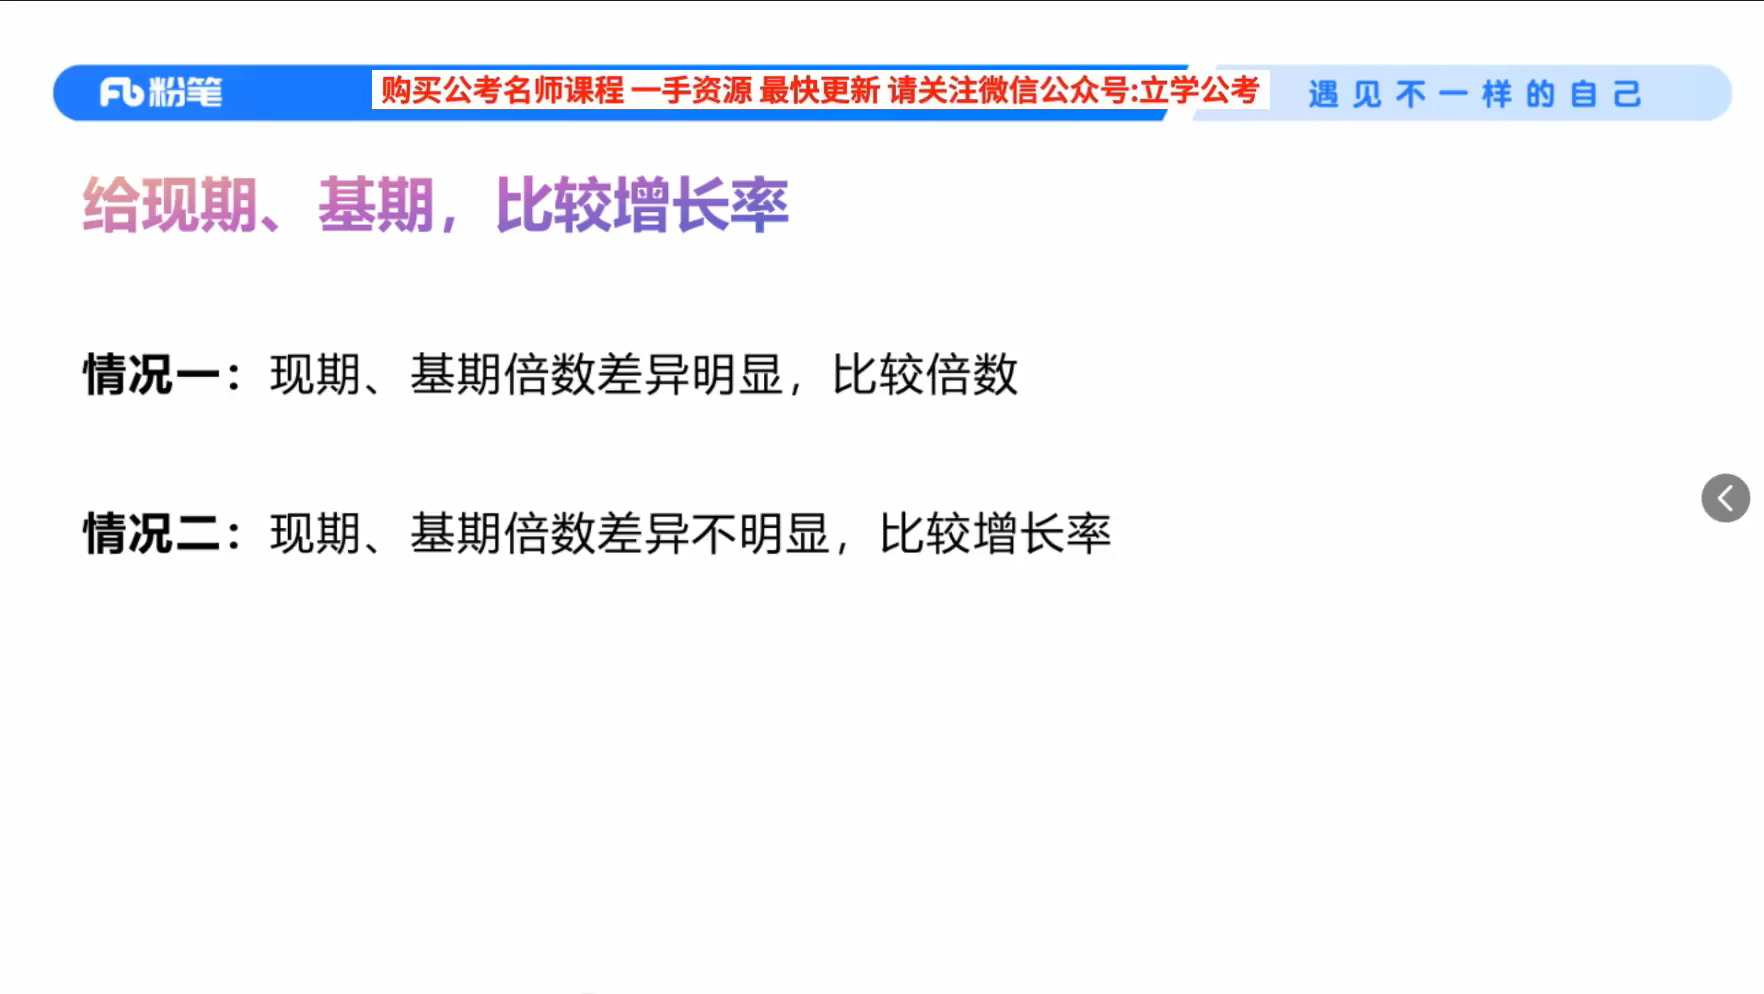 粉笔
购买公考名师课程 一手资源 最快更新 请关注微信公众号:立学公考
遇见不一样的自己
给现期、基期，比较增长率
情况一：现期、基期倍数差异明显，比较倍数
情况二：现期、基期倍数差异不明显，比较增长率